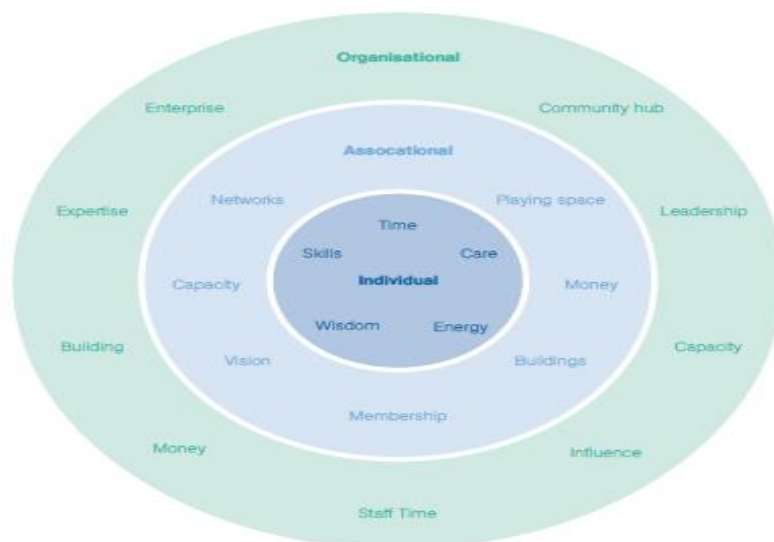 Organisational
Enterprise
Community hub
Assocational
Networks
Playing space
Expertise
Leadership
Time
Skills
Care
Individual
Capacity
Money
Wisdom
Energy
Building
Capacity
Vision
Buildings
Membership
Money
Influence
Staff Time